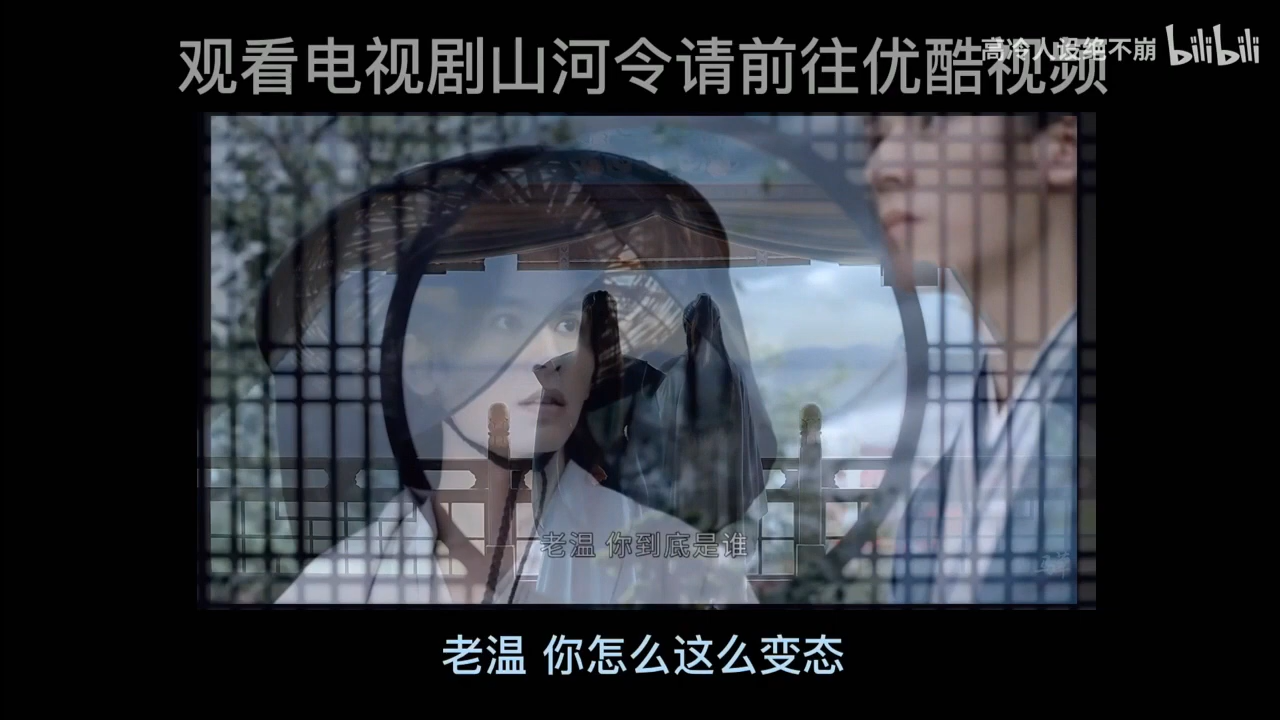 观看电视剧山河令请前往优酷视频
高冷人设绝不崩 bilibili
老温 你到底是谁
老温 你怎么这么变态